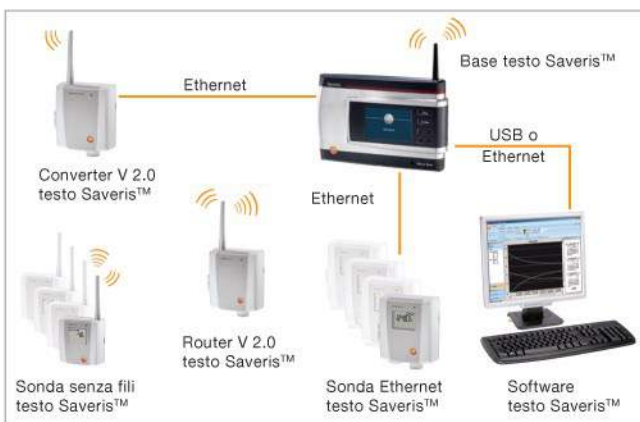 Base testo Saveris™
Ethernet
USB o
Ethernet
Converter V 2.0
testo Saveris™
Ethernet
Router V 2.0
testo Saveris™
Sonda senza fili
testo Saveris™
Sonda Ethernet
testo Saveris™
Software
testo Saveris™